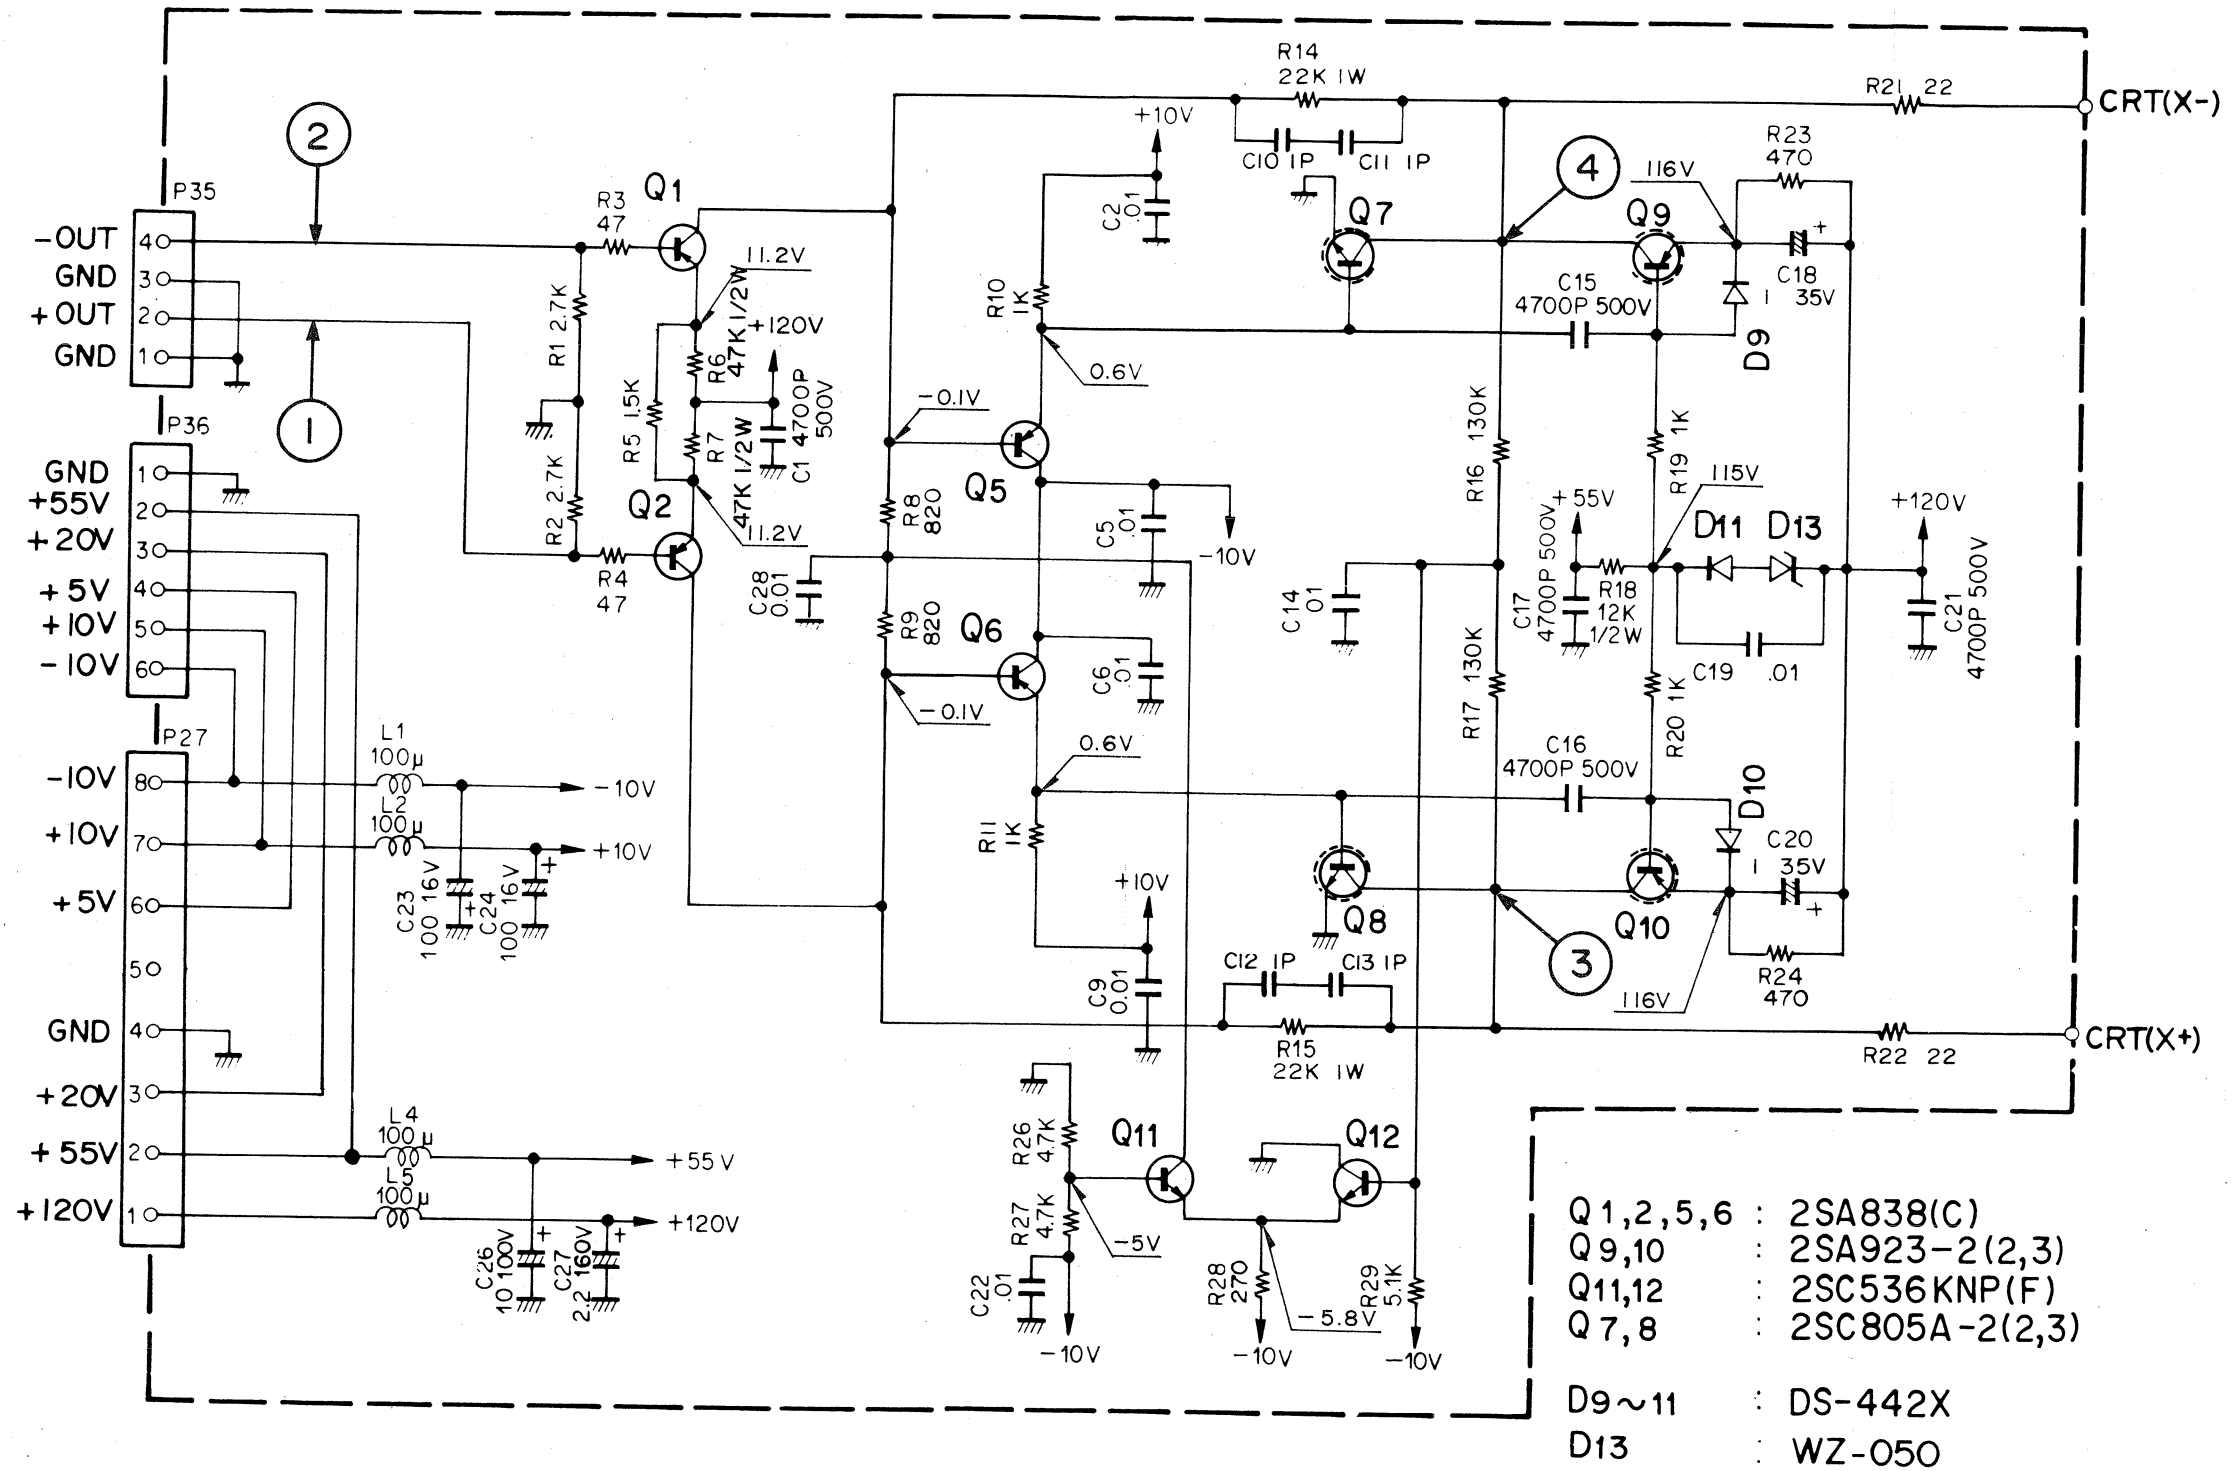 R14
22K 1W
R21 22
CRT(X-)
+10V
C10 1P
C11 1P
R23
470
2
4
116V
P35
Q1
R3
47
C2 .01
Q7
Q9
-OUT 4
GND 3
+OUT 2
GND 1
11.2V
+
C18
1 35V
R10 1K
C15
4700P 500V
D9
R1 2.7K
+120V
R6
47K 1/2W
0.6V
R5 1.5K
R7
47K 1/2W
C1 4700P
500V
-0.1V
R16 130K
R19 1K
1
P36
GND 1
+55V 2
+20V 3
+5V 4
+10V 5
-10V 6
R2 2.7K
Q2
11.2V
R4
47
Q5
R8
820
C5
.01
-10V
115V
+55V
D11
D13
+120V
C28
0.01
R9
820
Q6
C14
.01
C17
4700P 500V
R18
12K
1/2W
C21
4700P 500V
C19 .01
C6
.01
-0.1V
R17 130K
R20 1K
P27
-10V 8
+10V 7
+5V 6
5
GND 4
+20V 3
+55V 2
+120V 1
L1
100µ
-10V
L2
100µ
+10V
0.6V
C16
4700P 500V
D10
R11
1K
C20
1 35V
+
C23
100 16V
+
C24
100 16V
+
+10V
Q8
Q10
3
C9
0.01
C12 1P
C13 1P
R24
470
116V
R15
22K 1W
R22 22
CRT(X+)
L4
100µ
+55V
L5
100µ
+120V
C26
10 100V
+
C27
2.2 160V
+
R26
4.7K
Q11
Q12
R27
4.7K
-5V
C22
.01
R28
270
R29
5.1K
-5.8V
-10V
-10V
-10V
Q1,2,5,6 : 2SA838(C)
Q9,10 : 2SA923-2(2,3)
Q11,12 : 2SC536KNP(F)
Q7,8 : 2SC805A-2(2,3)
D9~11 : DS-442X
D13 : WZ-050